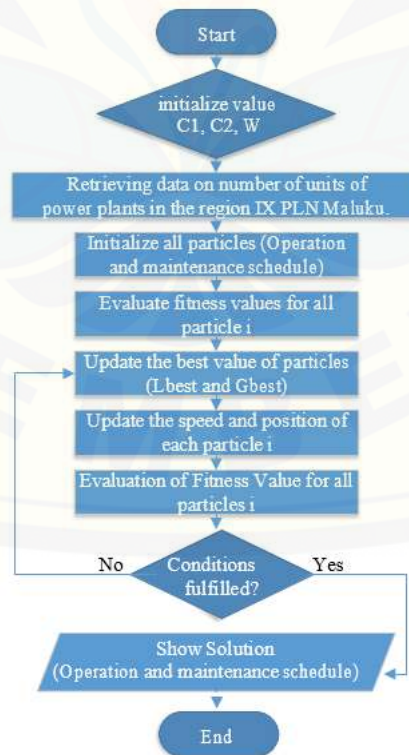 Start
initialize value
C1, C2, W
Retrieving data on number of units of
power plants in the region IX PLN Maluku.
Initialize all particles (Operation
and maintenance schedule)
Evaluate fitness values for all
particle i
Update the best value of particles
(Lbest and Gbest)
Update the speed and position of
each particle i
Evaluation of Fitness Value for all
particles i
No
Conditions
fulfilled?
Yes
Show Solution
(Operation and maintenance schedule)
End